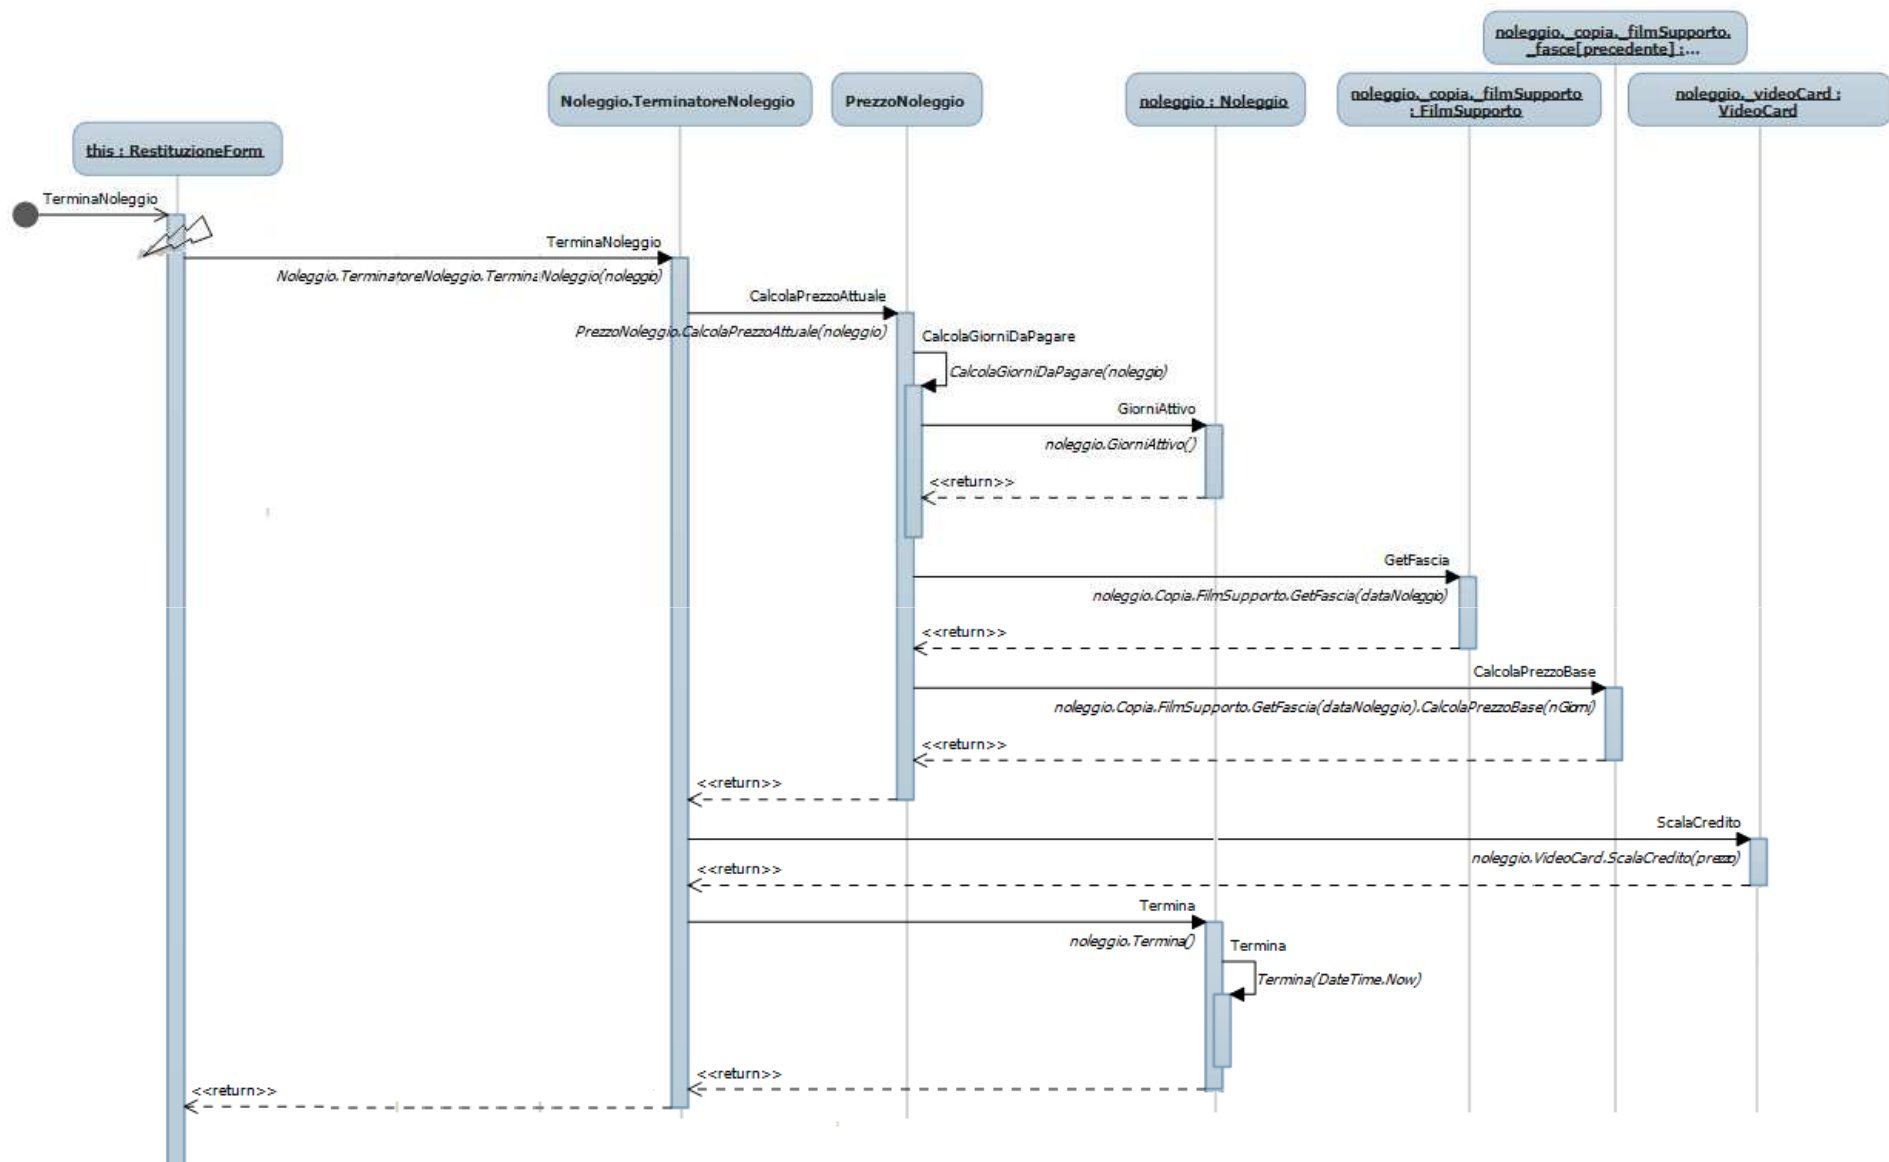 noleggio._copia._filmSupporto.
_fasce[precedente] :...
Noleggio.TerminatoreNoleggio
PrezzoNoleggio
noleggio : Noleggio
noleggio._copia._filmSupporto
: FilmSupporto
noleggio._videoCard :
VideoCard
this : RestituzioneForm
TerminaNoleggio
TerminaNoleggio
Noleggio.TerminatoreNoleggio.TerminaNoleggio(noleggio)
CalcolaPrezzoAttuale
PrezzoNoleggio.CalcolaPrezzoAttuale(noleggio)
CalcolaGiorniDaPagare
CalcolaGiorniDaPagare(noleggio)
GiorniAttivo
noleggio.GiorniAttivo()
<<return>>
GetFascia
noleggio.Copia.FilmSupporto.GetFascia(dataNoleggio)
<<return>>
CalcolaPrezzoBase
noleggio.Copia.FilmSupporto.GetFascia(dataNoleggio).CalcolaPrezzoBase(nGiorni)
<<return>>
<<return>>
ScalaCredito
noleggio.VideoCard.ScalaCredito(prezzo)
<<return>>
Termina
noleggio.Termina()
Termina
Termina(DateTime.Now)
<<return>>
<<return>>